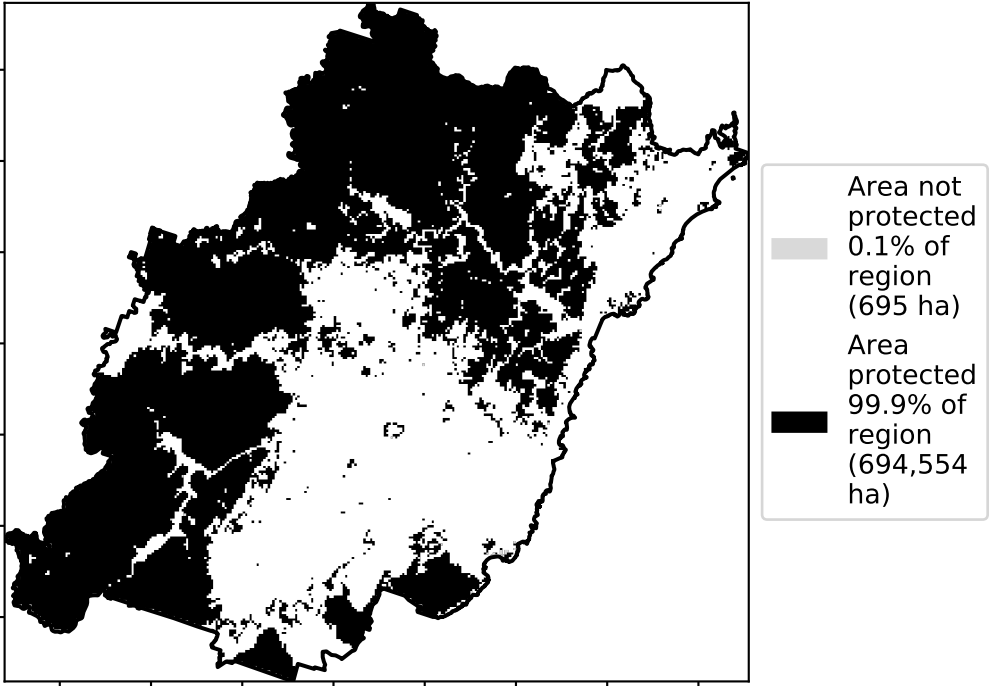 Area not
protected
0.1% of
region
(695 ha)
Area
protected
99.9% of
region
(694,554
ha)